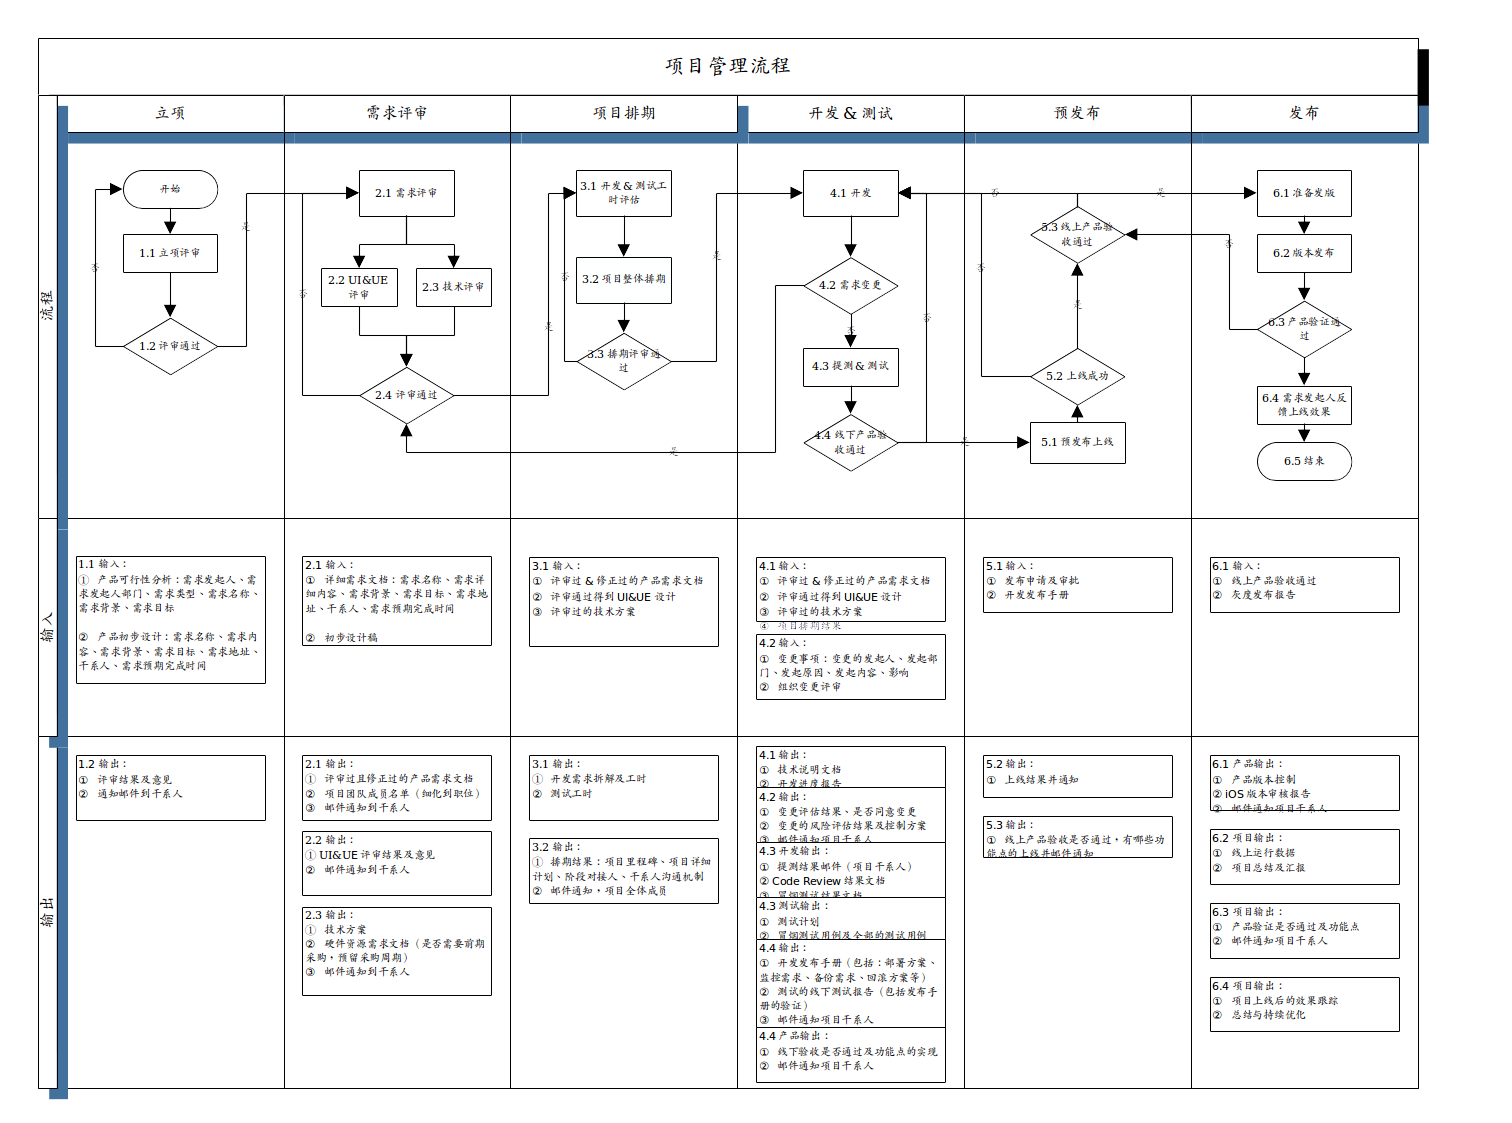 项目管理流程
立项
需求评审
项目排期
开发 & 测试
预发布
发布
流程
开始
1.1 立项评审
1.2 评审通过
否
是
2.1 需求评审
2.2 UI&UE
评审
2.3 技术评审
2.4 评审通过
否
是
3.1 开发 & 测试工
时评估
3.2 项目整体排期
3.3 排期评审通
过
否
是
4.1 开发
4.2 需求变更
否
是
4.3 提测 & 测试
4.4 线下产品验
收通过
否
是
5.1 预发布上线
5.2 上线成功
否
是
5.3 线上产品验
收通过
否
是
6.1 准备发版
6.2 版本发布
6.3 产品验证通
过
否
6.4 需求发起人反
馈上线效果
6.5 结束
输入
1.1 输入：
① 产品可行性分析：需求发起人、需
求发起人部门、需求类型、需求名称、
需求背景、需求目标
② 产品初步设计：需求名称、需求内
容、需求背景、需求目标、需求地址、
干系人、需求预期完成时间
2.1 输入：
① 详细需求文档：需求名称、需求详
细内容、需求背景、需求目标、需求地
址、干系人、需求预期完成时间
② 初步设计稿
3.1 输入：
① 评审过 & 修正过的产品需求文档
② 评审通过得到 UI&UE 设计
③ 评审过的技术方案
4.1 输入：
① 评审过 & 修正过的产品需求文档
② 评审通过得到 UI&UE 设计
③ 评审过的技术方案
④ 项目排期结果
4.2 输入：
① 变更事项：变更的发起人、发起部
门、发起原因、发起内容、影响
② 组织变更评审
5.1 输入：
① 发布申请及审批
② 开发发布手册
6.1 输入：
① 线上产品验收通过
② 灰度发布报告
输出
1.2 输出：
① 评审结果及意见
② 通知邮件到干系人
2.1 输出：
① 评审过且修正过的产品需求文档
② 项目团队成员名单（细化到职位）
③ 邮件通知到干系人
2.2 输出：
① UI&UE 评审结果及意见
② 邮件通知到干系人
2.3 输出：
① 技术方案
② 硬件资源需求文档（是否需要前期
采购，预留采购周期）
③ 邮件通知到干系人
3.1 输出：
① 开发需求拆解及工时
② 测试工时
3.2 输出：
① 排期结果：项目里程碑、项目详细
计划、阶段对接人、干系人沟通机制
② 邮件通知，项目全体成员
4.1 输出：
① 技术说明文档
② 开发进度报告
4.2 输出：
① 变更评估结果、是否同意变更
② 变更的风险评估结果及控制方案
③ 邮件通知项目干系人
4.3 开发输出：
① 提测结果邮件（项目干系人）
② Code Review 结果文档
③ 冒烟测试结果文档
4.3 测试输出：
① 测试计划
② 冒烟测试用例及全部的测试用例
4.4 输出：
① 开发发布手册（包括：部署方案、
监控需求、备份需求、回滚方案等）
② 测试的线下测试报告（包括发布手
册的验证）
③ 邮件通知项目干系人
4.4 产品输出：
① 线下验收是否通过及功能点的实现
② 邮件通知项目干系人
5.2 输出：
① 上线结果并通知
5.3 输出：
① 线上产品验收是否通过，有哪些功
能点的上线并邮件通知
6.1 产品输出：
① 产品版本控制
② iOS 版本审核报告
③ 邮件通知项目干系人
6.2 项目输出：
① 线上运行数据
② 项目总结及汇报
6.3 项目输出：
① 产品验证是否通过及功能点
② 邮件通知项目干系人
6.4 项目输出：
① 项目上线后的效果跟踪
② 总结与持续优化